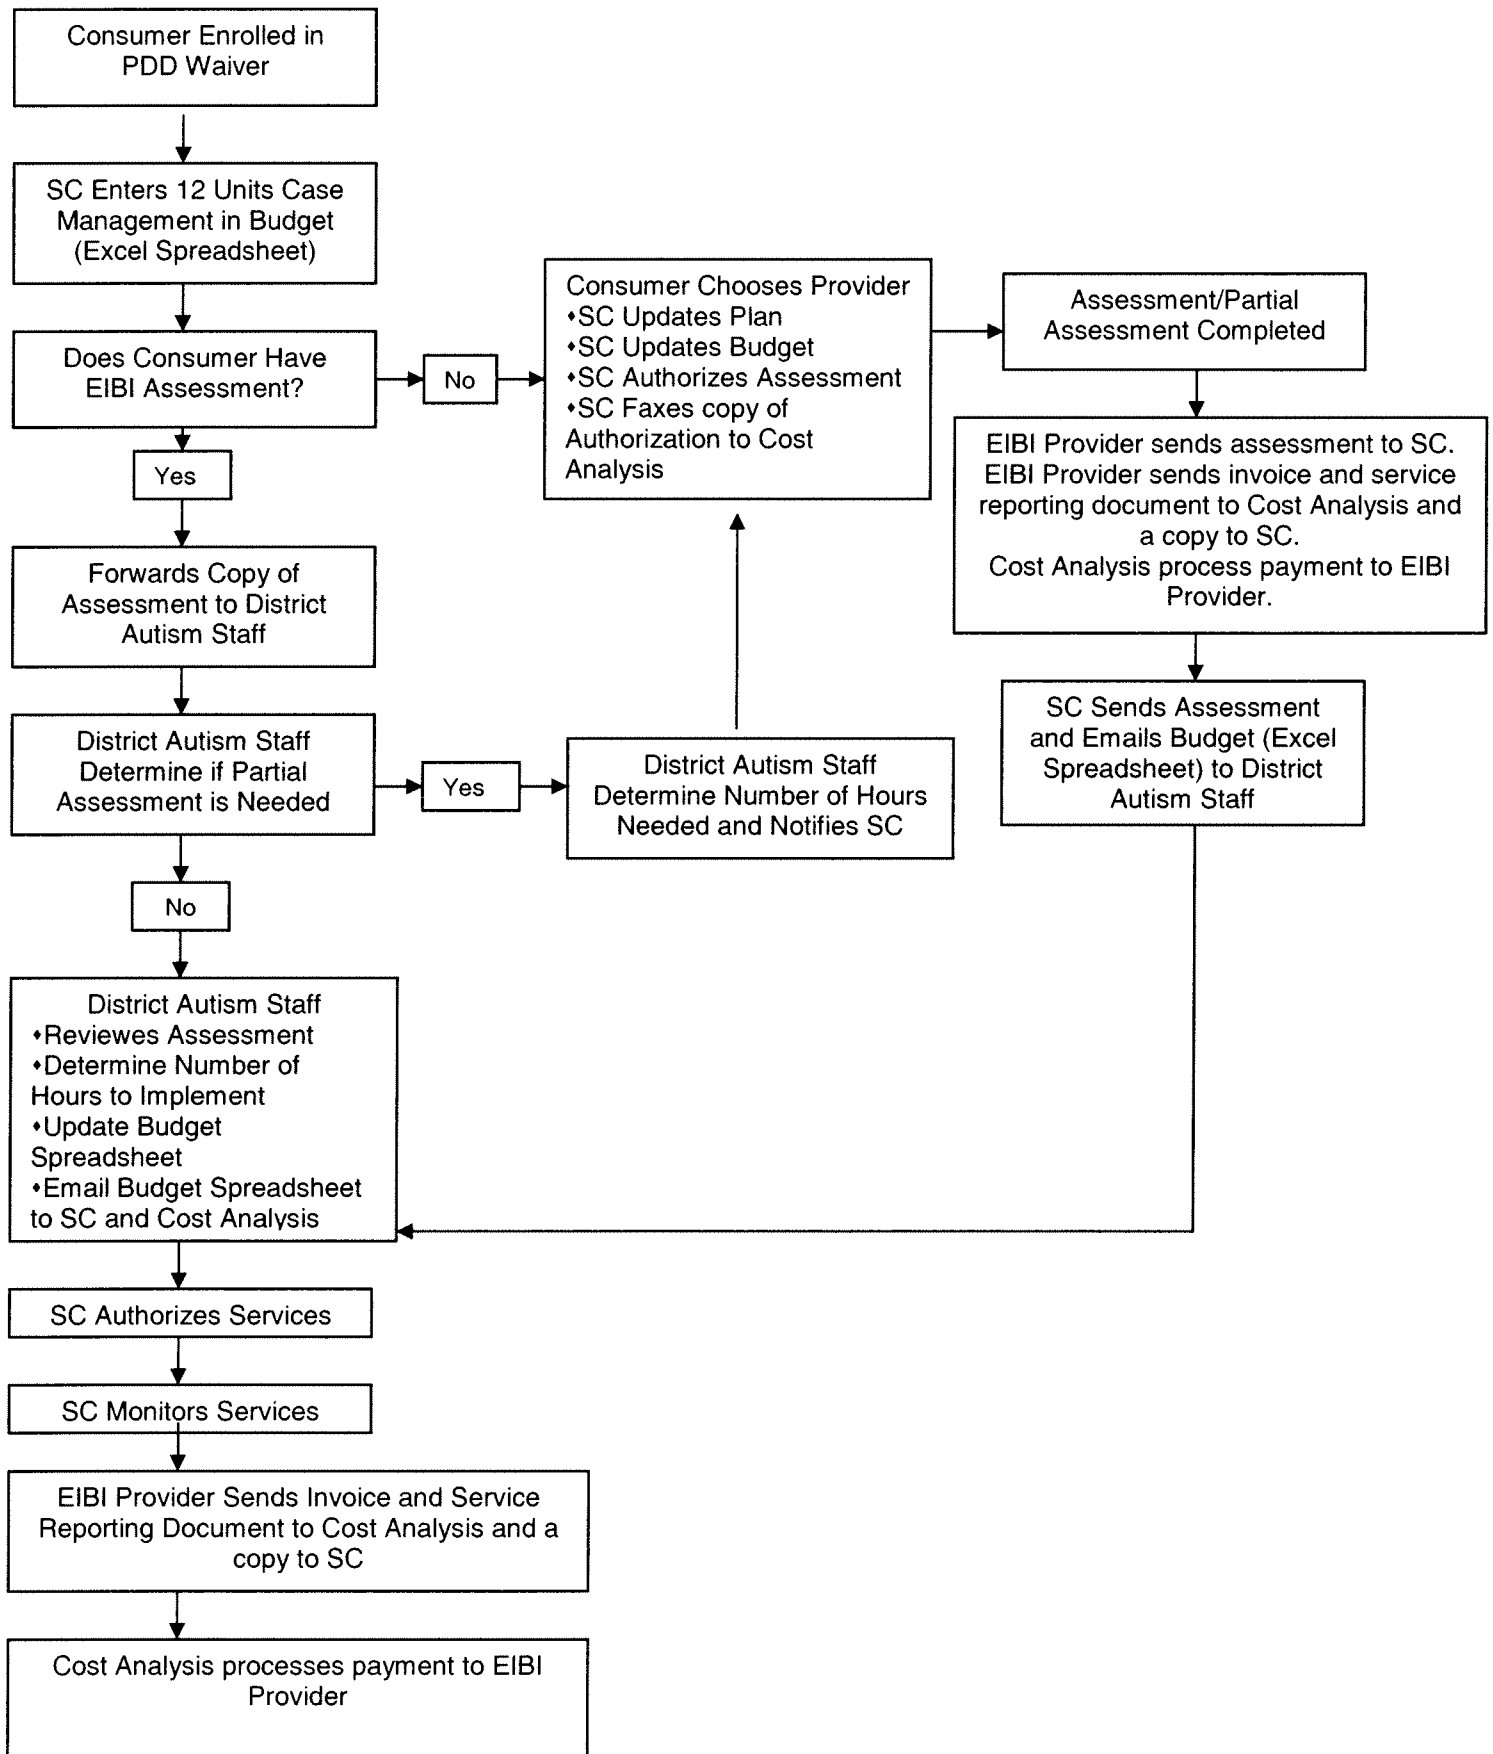 Consumer Enrolled in
PDD Waiver
SC Enters 12 Units Case
Management in Budget
(Excel Spreadsheet)
Does Consumer Have
EIBI Assessment?
No
Consumer Chooses Provider
•SC Updates Plan
•SC Updates Budget
•SC Authorizes Assessment
•SC Faxes copy of
Authorization to Cost
Analysis
Assessment/Partial
Assessment Completed
EIBI Provider sends assessment to SC.
EIBI Provider sends invoice and service
reporting document to Cost Analysis and
a copy to SC.
Cost Analysis process payment to EIBI
Provider.
SC Sends Assessment
and Emails Budget (Excel
Spreadsheet) to District
Autism Staff
Yes
Forwards Copy of
Assessment to District
Autism Staff
District Autism Staff
Determine if Partial
Assessment is Needed
Yes
District Autism Staff
Determine Number of Hours
Needed and Notifies SC
No
District Autism Staff
•Reviewes Assessment
•Determine Number of
Hours to Implement
•Update Budget
Spreadsheet
•Email Budget Spreadsheet
to SC and Cost Analysis
SC Authorizes Services
SC Monitors Services
EIBI Provider Sends Invoice and Service
Reporting Document to Cost Analysis and a
copy to SC
Cost Analysis processes payment to EIBI
Provider